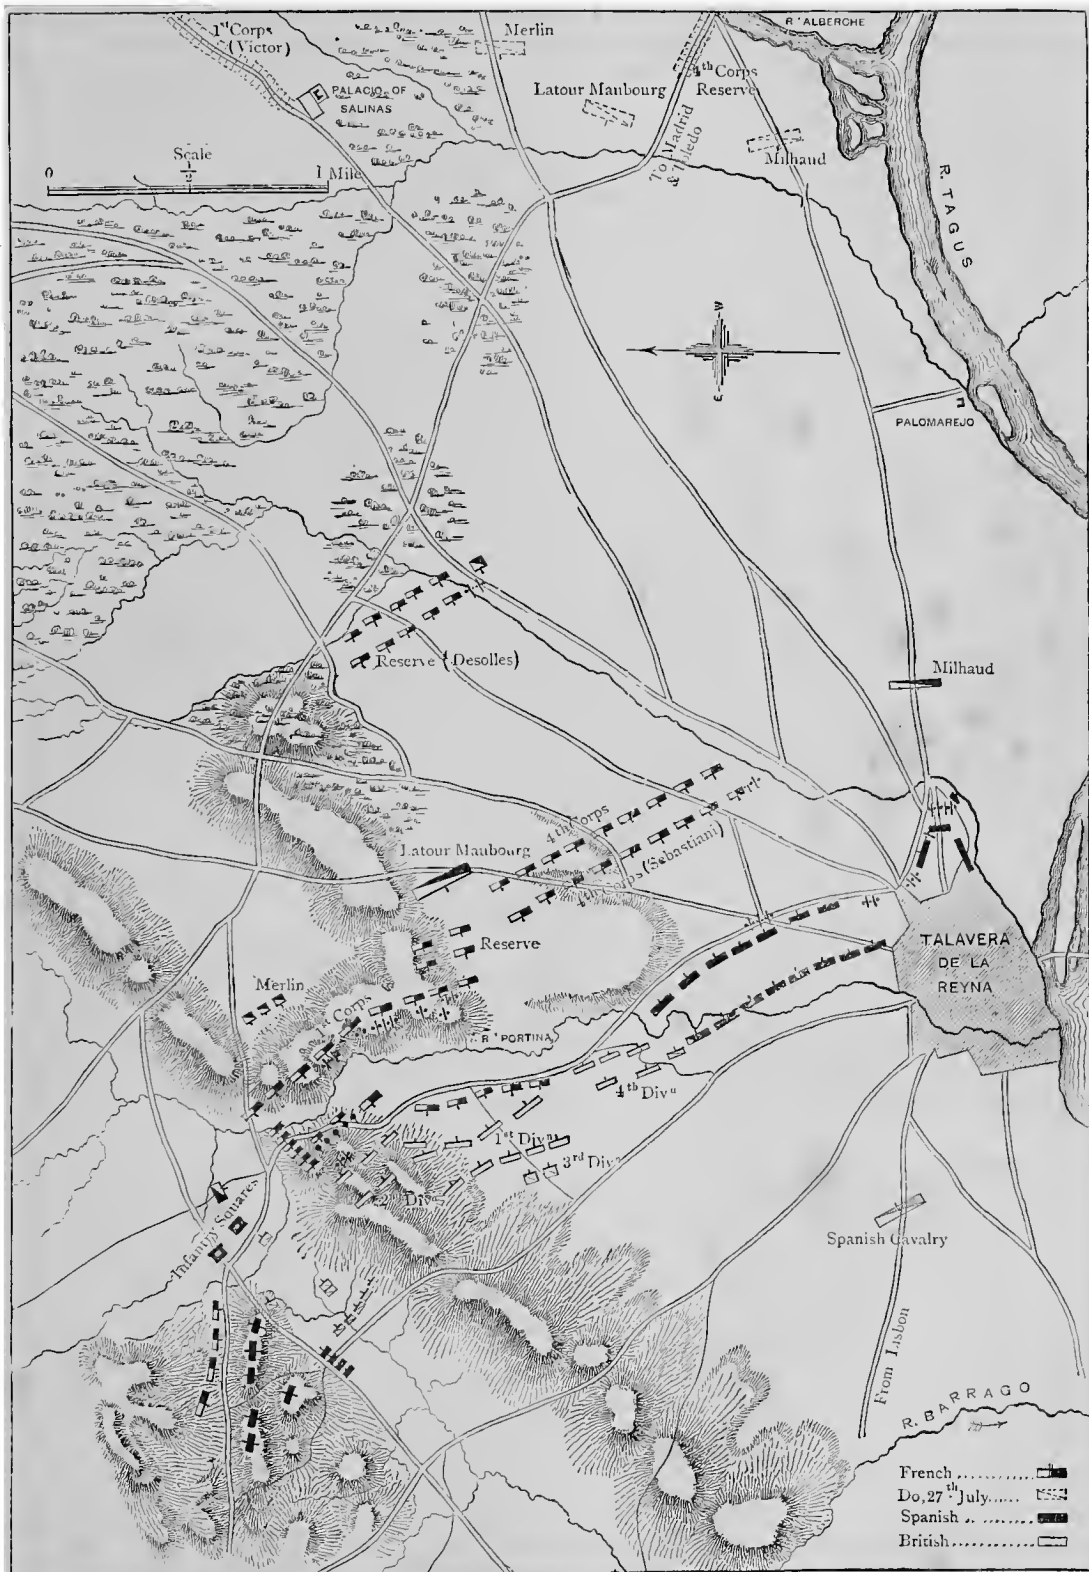 1st Corps
(Victor)
Merlin
R. ALBERCHE
PALACIO OF
SALINAS
Latour Maubourg
4th Corps
Reserve
To Madrid
& Toledo
Milhaud
Scale
0 1/2 1 Mile
R. TAGUS
W
E
PALOMAREJO
Reserve (Desolles)
Milhaud
4th Corps
Latour Maubourg
4th Corps (Sebastiani)
Reserve
TALAVERA
DE LA
REYNA
Merlin
1st Corps
R. PORTINA
4th Divn
1st Divn
3rd Divn
2nd Divn
Infantry Squares
Spanish Cavalry
From Lisbon
R. BARRAGO
French
Do, 27th July
Spanish
British